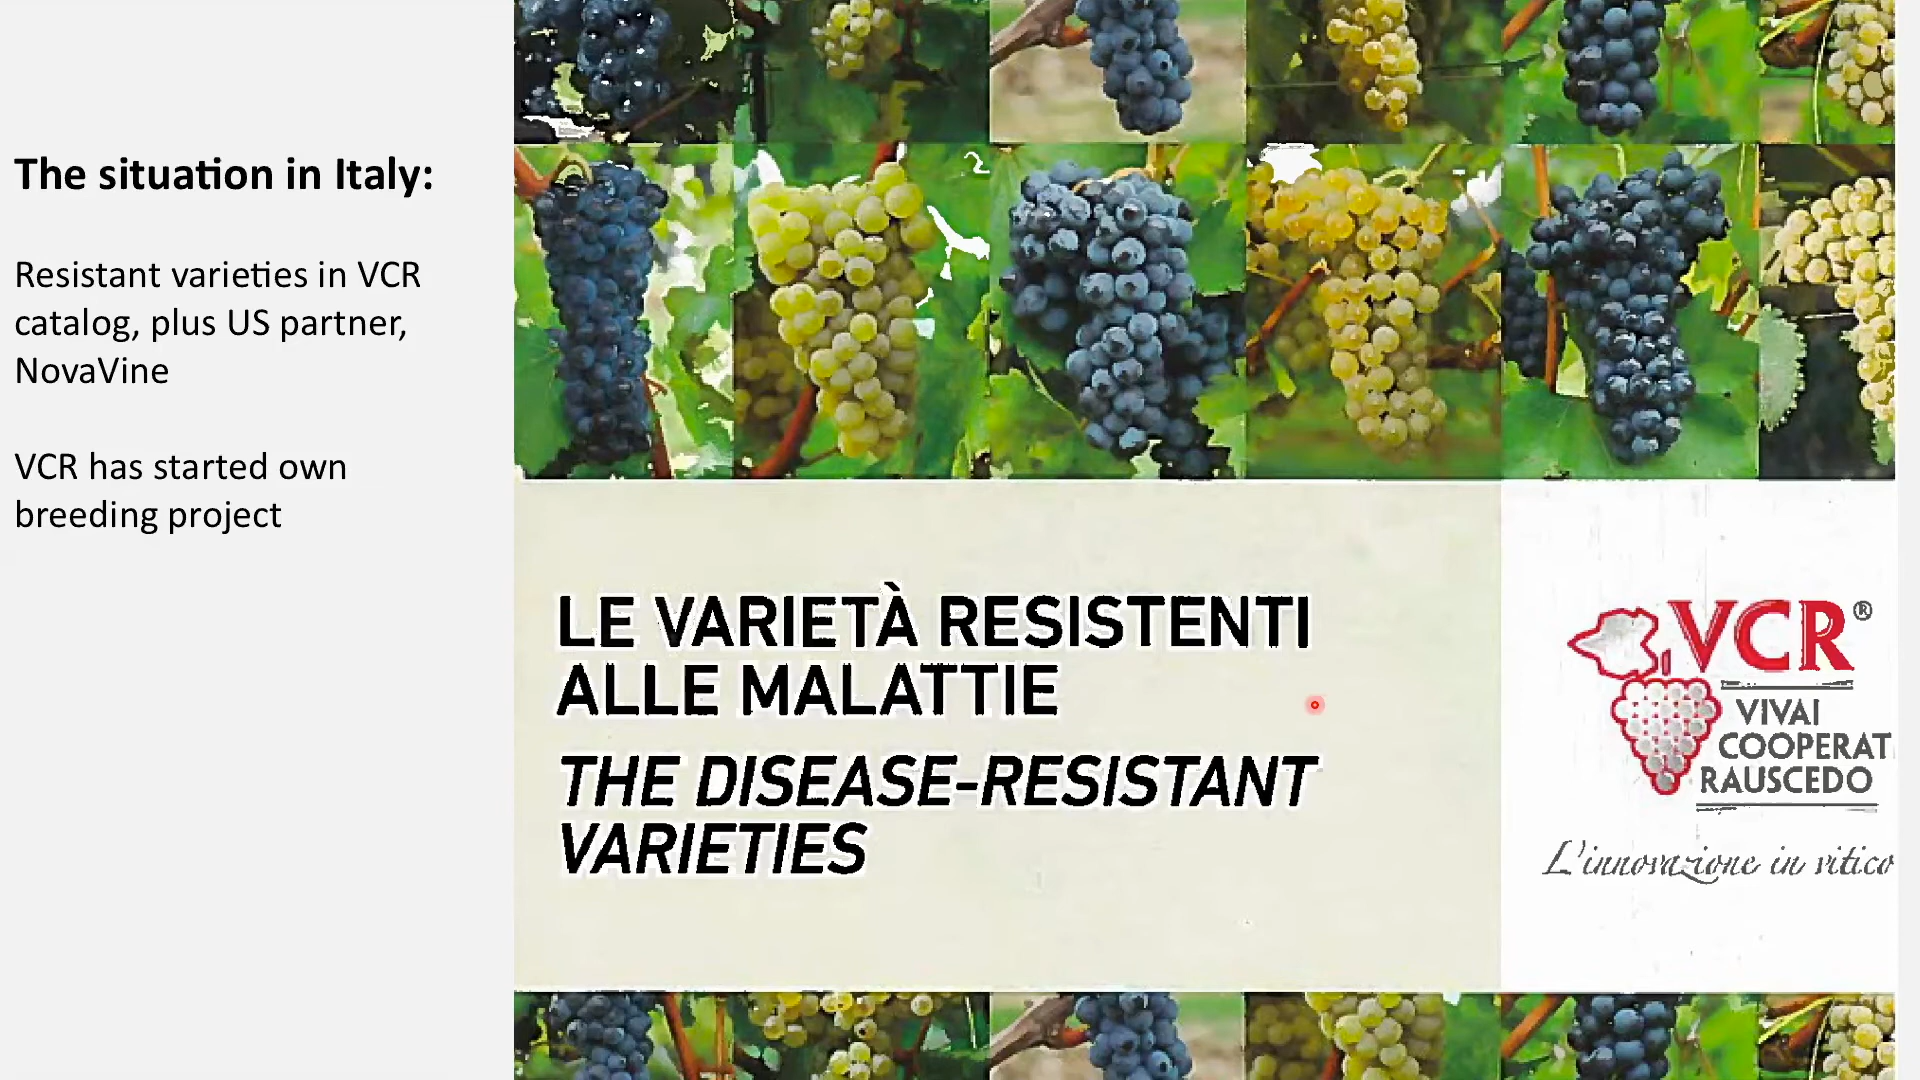 The situation in Italy:
Resistant varieties in VCR
catalog, plus US partner,
NovaVine
VCR has started own
breeding project
LE VARIETÀ RESISTENTI
ALLE MALATTIE
THE DISEASE-RESISTANT
VARIETIES
VCR®
VIVAI
COOPERAT
RAUSCEDO
L'innovazione in vitico